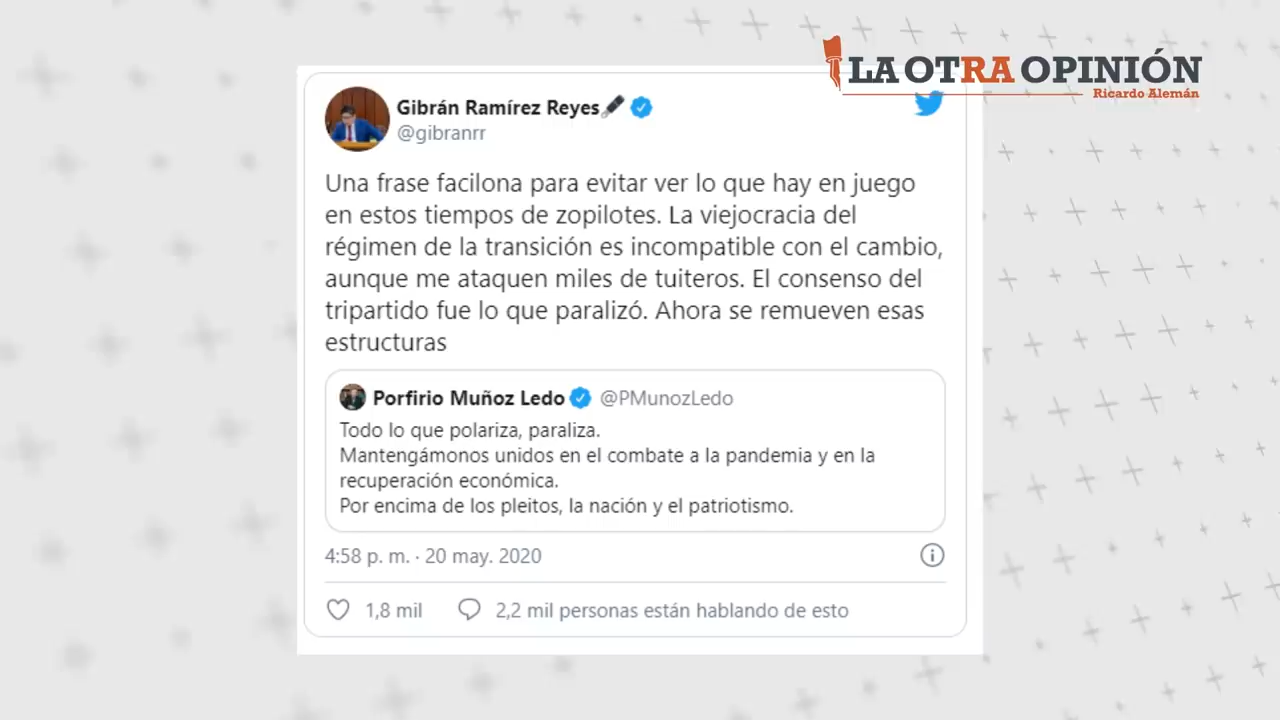 LA OTRA OPINIÓN
Ricardo Alemán
Gibrán Ramírez Reyes
@gibranrr
Una frase facilona para evitar ver lo que hay en juego
en estos tiempos de zopilotes. La viejocracia del
régimen de la transición es incompatible con el cambio,
aunque me ataquen miles de tuiteros. El consenso del
tripartido fue lo que paralizó. Ahora se remueven esas
estructuras
Porfirio Muñoz Ledo @PMunozLedo
Todo lo que polariza, paraliza.
Mantengámonos unidos en el combate a la pandemia y en la
recuperación económica.
Por encima de los pleitos, la nación y el patriotismo.
4:58 p. m. · 20 may. 2020
1,8 mil 2,2 mil personas están hablando de esto